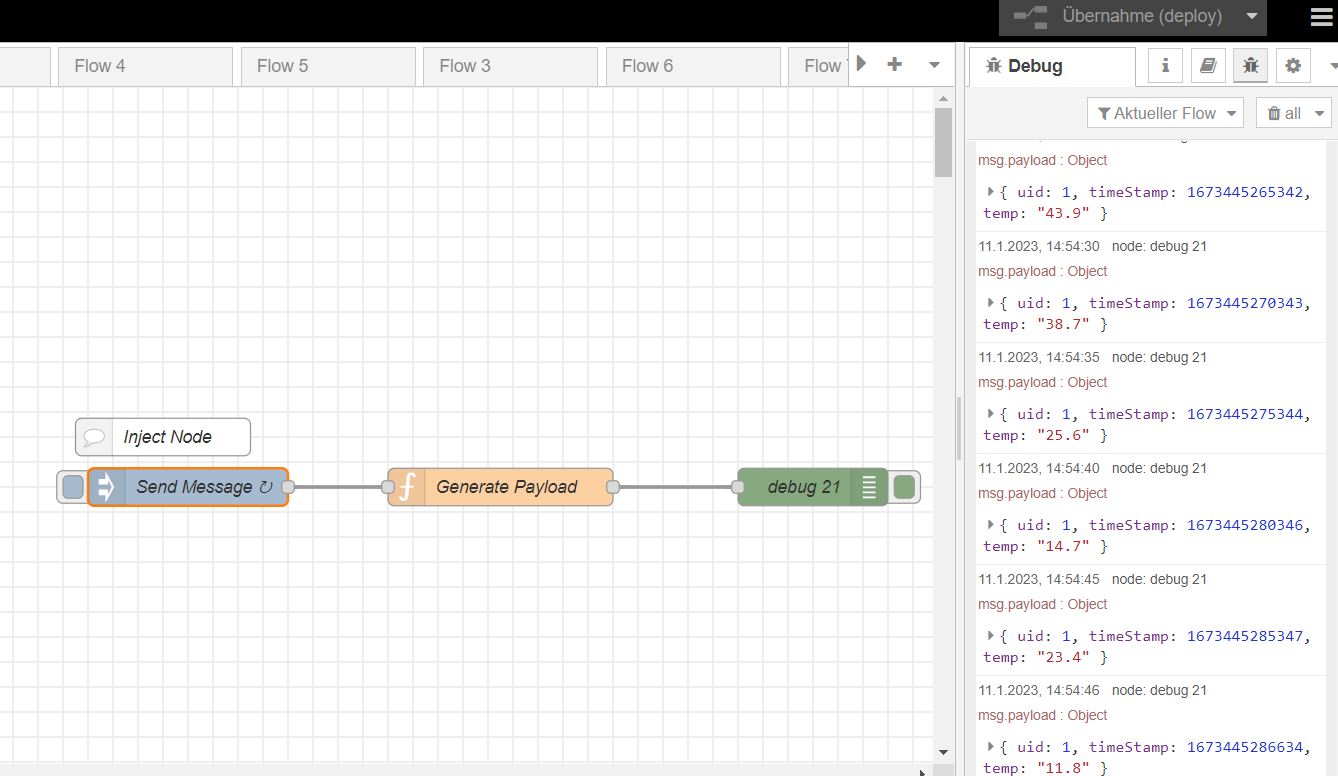 Übernahme (deploy)
Flow 4
Flow 5
Flow 3
Flow 6
Flow
Debug
i
Aktueller Flow
all
msg.payload : Object
{ uid: 1, timeStamp: 1673445265342,
temp: "43.9" }
11.1.2023, 14:54:30 node: debug 21
msg.payload : Object
{ uid: 1, timeStamp: 1673445270343,
temp: "38.7" }
11.1.2023, 14:54:35 node: debug 21
msg.payload : Object
{ uid: 1, timeStamp: 1673445275344,
temp: "25.6" }
11.1.2023, 14:54:40 node: debug 21
msg.payload : Object
{ uid: 1, timeStamp: 1673445280346,
temp: "14.7" }
11.1.2023, 14:54:45 node: debug 21
msg.payload : Object
{ uid: 1, timeStamp: 1673445285347,
temp: "23.4" }
11.1.2023, 14:54:46 node: debug 21
msg.payload : Object
{ uid: 1, timeStamp: 1673445286634,
temp: "11.8" }
Inject Node
Send Message ↻
Generate Payload
debug 21